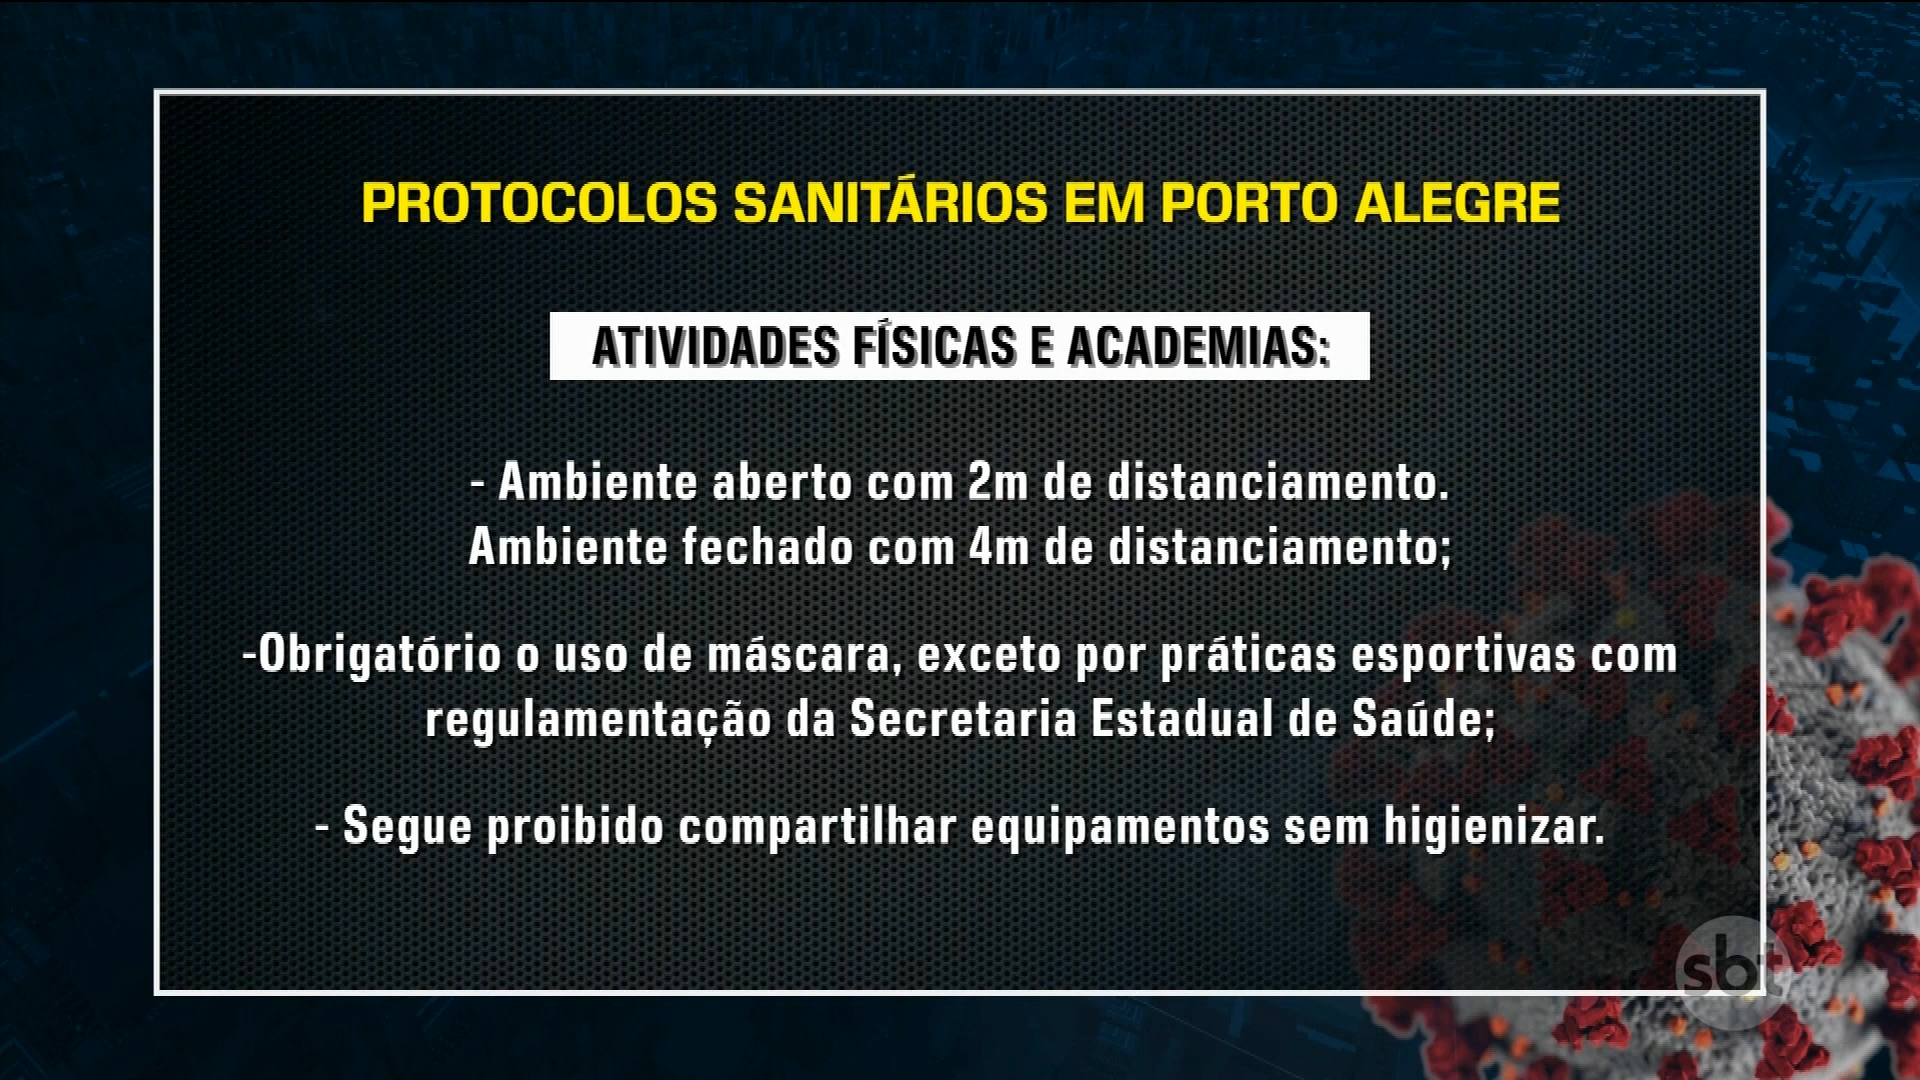 PROTOCOLOS SANITÁRIOS EM PORTO ALEGRE
ATIVIDADES FÍSICAS E ACADEMIAS:
- Ambiente aberto com 2m de distanciamento.
Ambiente fechado com 4m de distanciamento;
-Obrigatório o uso de máscara, exceto por práticas esportivas com
regulamentação da Secretaria Estadual de Saúde;
- Segue proibido compartilhar equipamentos sem higienizar.
sbt